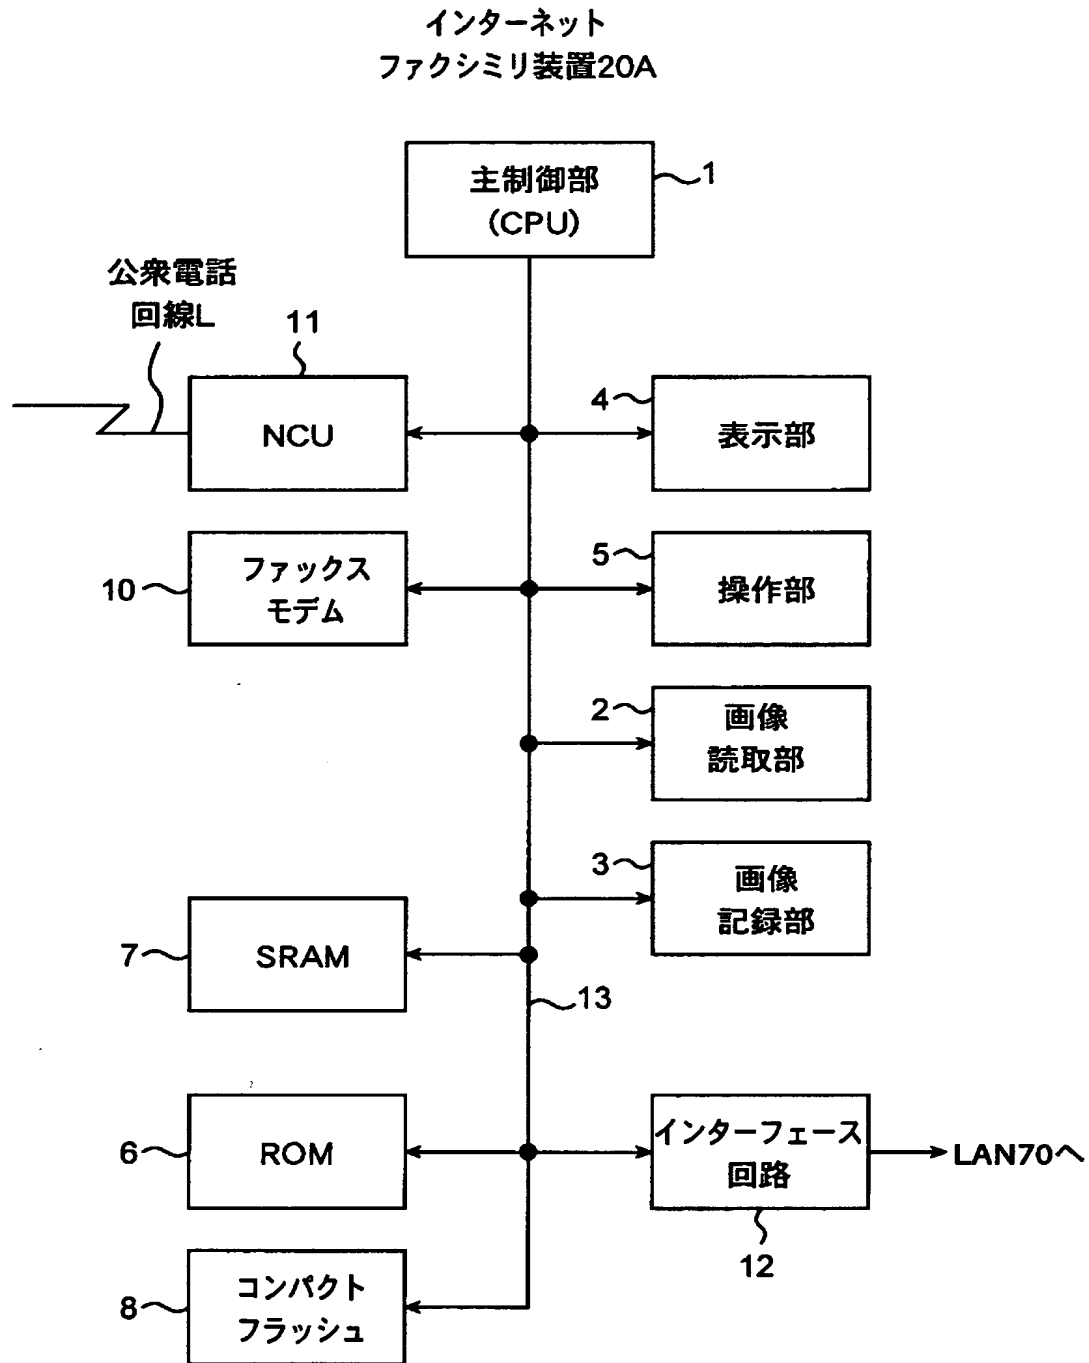 インターネット
ファクシミリ装置20A
主制御部
(CPU)
1
公衆電話
回線L
11
NCU
4
表示部
10
ファックス
モデム
5
操作部
2
画像
読取部
3
画像
記録部
7
SRAM
13
6
ROM
インターフェース
回路
LAN70へ
12
8
コンパクト
フラッシュ